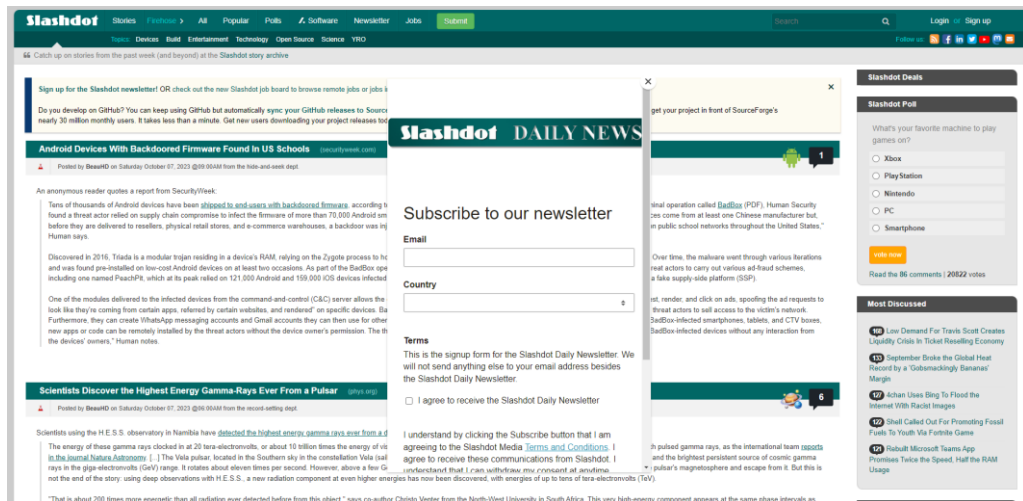 Slashdot Stories Firehose > All Popular Polls Software Newsletter Jobs Submit Search Login or Sign up
Topics: Devices Build Entertainment Technology Open Source Science YRO Follow us:
Catch up on stories from the past week (and beyond) at the Slashdot story archive
Sign up for the Slashdot newsletter! OR check out the new Slashdot job board to browse remote jobs or jobs i
Do you develop on GitHub? You can keep using GitHub but automatically sync your GitHub releases to Sourc get your project in front of SourceForge's
nearly 30 million monthly users. It takes less than a minute. Get new users downloading your project releases tod
Android Devices With Backdoored Firmware Found In US Schools (securityweek.com) 1
Posted by BeauHD on Saturday October 07, 2023 @09:00AM from the hide-and-seek dept.
An anonymous reader quotes a report from SecurityWeek:
Tens of thousands of Android devices have been shipped to end-users with backdoored firmware, according to minal operation called BadBox (PDF), Human Security
found a threat actor relied on supply chain compromise to infect the firmware of more than 70,000 Android sm ces come from at least one Chinese manufacturer but,
before they are delivered to resellers, physical retail stores, and e-commerce warehouses, a backdoor was inj n public school networks throughout the United States,"
Human says.
Discovered in 2016, Triada is a modular trojan residing in a device's RAM, relying on the Zygote process to ho Over time, the malware went through various iterations
and was found pre-installed on low-cost Android devices on at least two occasions. As part of the BadBox ope reat actors to carry out various ad-fraud schemes,
including one named PeachPit, which at its peak relied on 121,000 Android and 159,000 iOS devices infected a fake supply-side platform (SSP).
One of the modules delivered to the infected devices from the command-and-control (C&C) server allows the est, render, and click on ads, spoofing the ad requests to
look like they're coming from certain apps, referred by certain websites, and rendered" on specific devices. Ba threat actors to sell access to the victim's network.
Furthermore, they can create WhatsApp messaging accounts and Gmail accounts they can then use for othe BadBox-infected smartphones, tablets, and CTV boxes,
new apps or code can be remotely installed by the threat actors without the device owner's permission. The th BadBox-infected devices without any interaction from
the devices' owners," Human notes.
Scientists Discover the Highest Energy Gamma-Rays Ever From a Pulsar (phys.org) 6
Posted by BeauHD on Saturday October 07, 2023 @06:00AM from the record-setting dept.
Scientists using the H.E.S.S. observatory in Namibia have detected the highest energy gamma rays ever from a d
The energy of these gamma rays clocked in at 20 tera-electronvolts, or about 10 trillion times the energy of vis h pulsed gamma rays, as the international team reports
in the journal Nature Astronomy. [...] The Vela pulsar, located in the Southern sky in the constellation Vela (sail and the brightest persistent source of cosmic gamma
rays in the giga-electronvolts (GeV) range. It rotates about eleven times per second. However, above a few G pulsar's magnetosphere and escape from it. But this is
not the end of the story: using deep observations with H.E.S.S., a new radiation component at even higher energies has now been discovered, with energies of up to tens of tera-electronvolts (TeV).
"That is about 200 times more energetic than all radiation ever detected before from this object," says co-author Christo Venter from the North-West University in South Africa. This very high-energy component appears at the same phase intervals as
Slashdot DAILY NEWS
Subscribe to our newsletter
Email
Country
Terms
This is the signup form for the Slashdot Daily Newsletter. We
will not send anything else to your email address besides
the Slashdot Daily Newsletter.
I agree to receive the Slashdot Daily Newsletter
I understand by clicking the Subscribe button that I am
agreeing to the Slashdot Media Terms and Conditions. I
agree to receive these communications from Slashdot. I
understand that I can withdraw my consent at anytime
Slashdot Deals
Slashdot Poll
What's your favorite machine to play
games on?
Xbox
PlayStation
Nintendo
PC
Smartphone
vote now
Read the 86 comments | 20822 votes
Most Discussed
168 Low Demand For Travis Scott Creates
Liquidity Crisis In Ticket Reselling Economy
133 September Broke the Global Heat
Record by a 'Gobsmackingly Bananas'
Margin
127 4chan Uses Bing To Flood the
Internet With Racist Images
122 Shell Called Out For Promoting Fossil
Fuels To Youth Via Fortnite Game
121 Rebuilt Microsoft Teams App
Promises Twice the Speed, Half the RAM
Usage